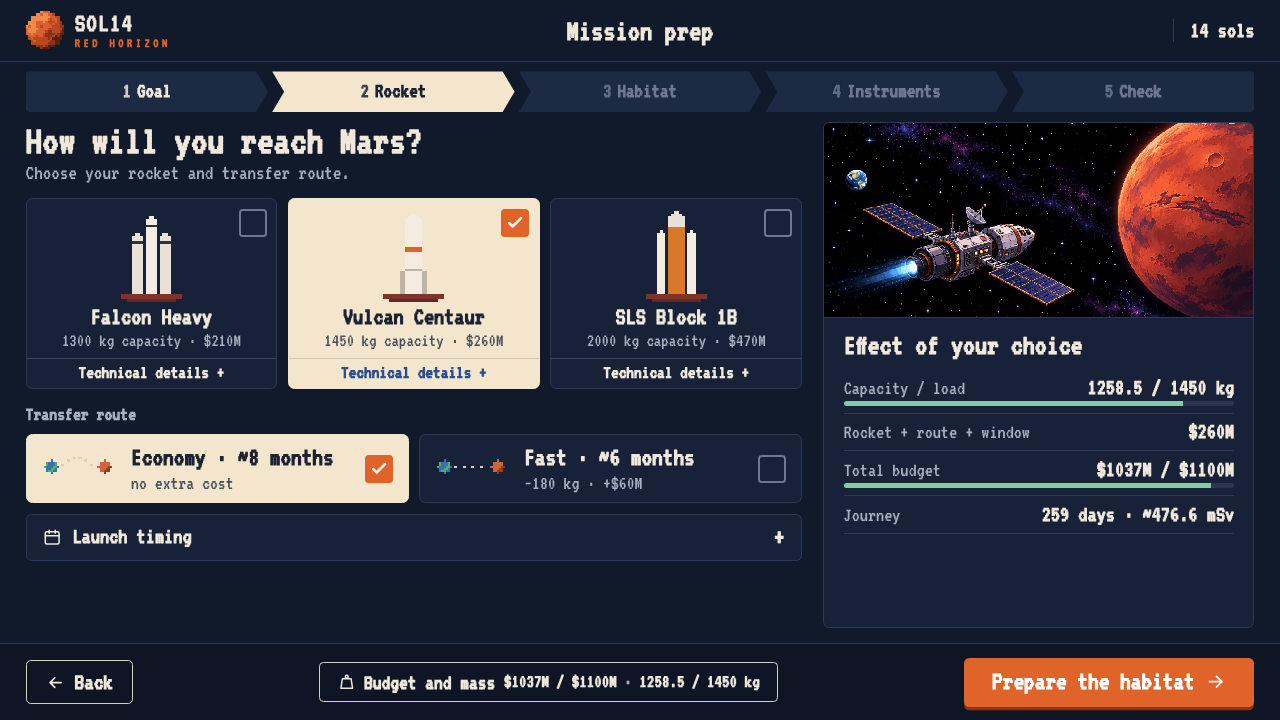 SOL14
RED HORIZON
Mission prep
14 sols
1 Goal
2 Rocket
3 Habitat
4 Instruments
5 Check
How will you reach Mars?
Choose your rocket and transfer route.
Falcon Heavy
1300 kg capacity · $210M
Technical details +
Vulcan Centaur
1450 kg capacity · $260M
Technical details +
SLS Block 1B
2000 kg capacity · $470M
Technical details +
Transfer route
Economy · ~8 months
no extra cost
Fast · ~6 months
-180 kg · +$60M
Launch timing +
Effect of your choice
Capacity / load 1258.5 / 1450 kg
Rocket + route + window $260M
Total budget $1037M / $1100M
Journey 259 days · ~476.6 mSv
← Back
Budget and mass $1037M / $1100M · 1258.5 / 1450 kg
Prepare the habitat →